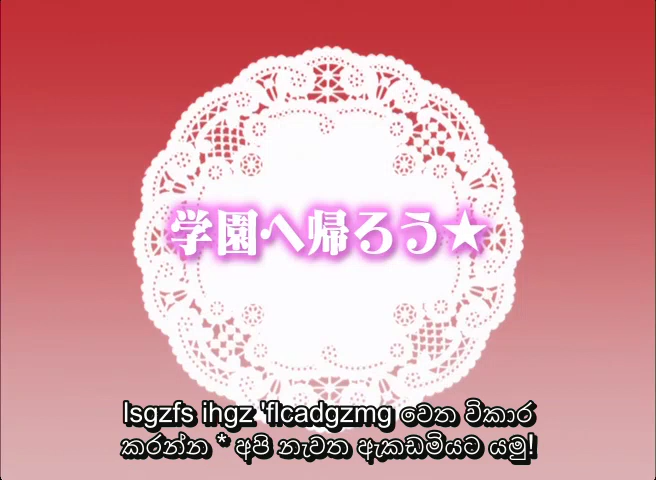 学園へ帰ろう★
lsgzfs ihgz 'flcadgzmg වෙත විකාර
කරන්න * අපි නැවත ඇකඩමියට යමු!